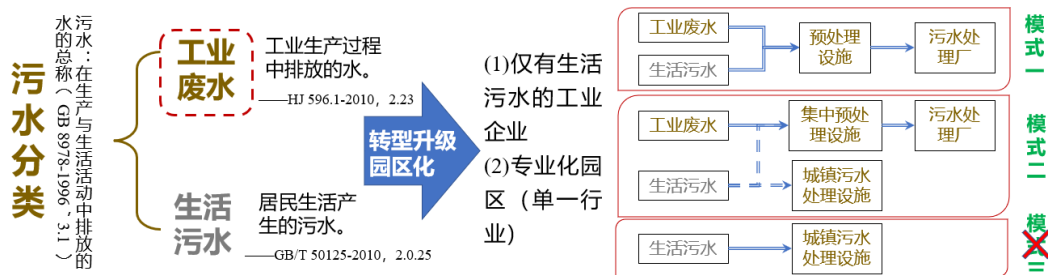 污水分类
污水：在生产与生活活动中排放的
水的总称（GB 8978-1996，3.1）
工业
废水
工业生产过程
中排放的水。
——HJ 596.1-2010，2.23
生活
污水
居民生活产
生的污水。
——GB/T 50125-2010，2.0.25
转型升级
园区化
(1)仅有生活
污水的工业
企业
(2)专业化园
区（单一行
业）
工业废水
生活污水
预处理
设施
污水处
理厂
模式一
工业废水
生活污水
集中预处
理设施
污水处
理厂
城镇污水
处理设施
模式二
生活污水
城镇污水
处理设施
模式三